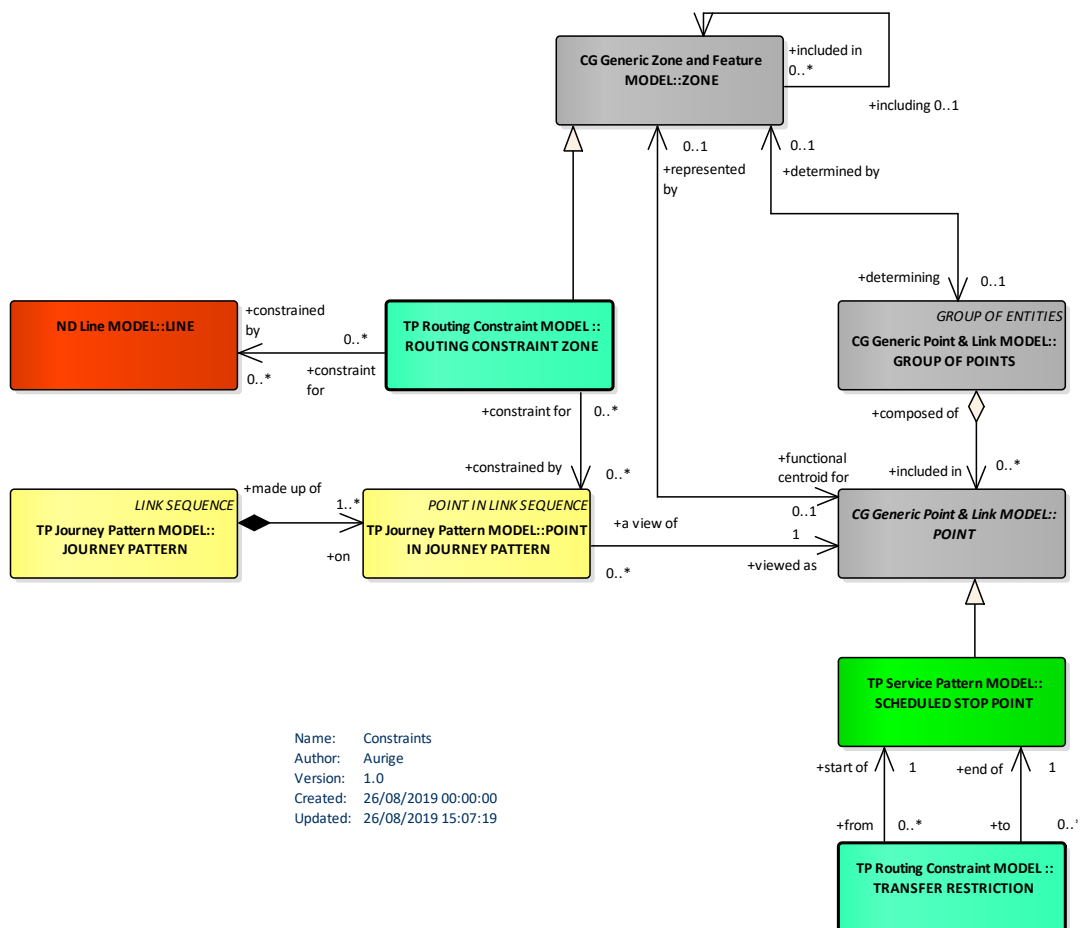 CG Generic Zone and Feature
MODEL::ZONE
+included in
0..*
+including 0..1
0..1
+represented
by
0..1
+determined by
+determining
0..1
ND Line MODEL::LINE
+constrained
by
0..*
0..*
+constraint
for
TP Routing Constraint MODEL ::
ROUTING CONSTRAINT ZONE
GROUP OF ENTITIES
CG Generic Point & Link MODEL::
GROUP OF POINTS
+constraint for
0..*
+composed of
+constrained by
0..*
+functional
centroid for
+included in
0..*
0..1
LINK SEQUENCE
TP Journey Pattern MODEL::
JOURNEY PATTERN
+made up of
1..*
+on
POINT IN LINK SEQUENCE
TP Journey Pattern MODEL::POINT
IN JOURNEY PATTERN
+a view of
1
0..*
+viewed as
CG Generic Point & Link MODEL::
POINT
TP Service Pattern MODEL::
SCHEDULED STOP POINT
Name: Constraints
Author: Aurige
Version: 1.0
Created: 26/08/2019 00:00:00
Updated: 26/08/2019 15:07:19
+start of
1
+end of
1
+from
0..*
+to
0..*
TP Routing Constraint MODEL ::
TRANSFER RESTRICTION